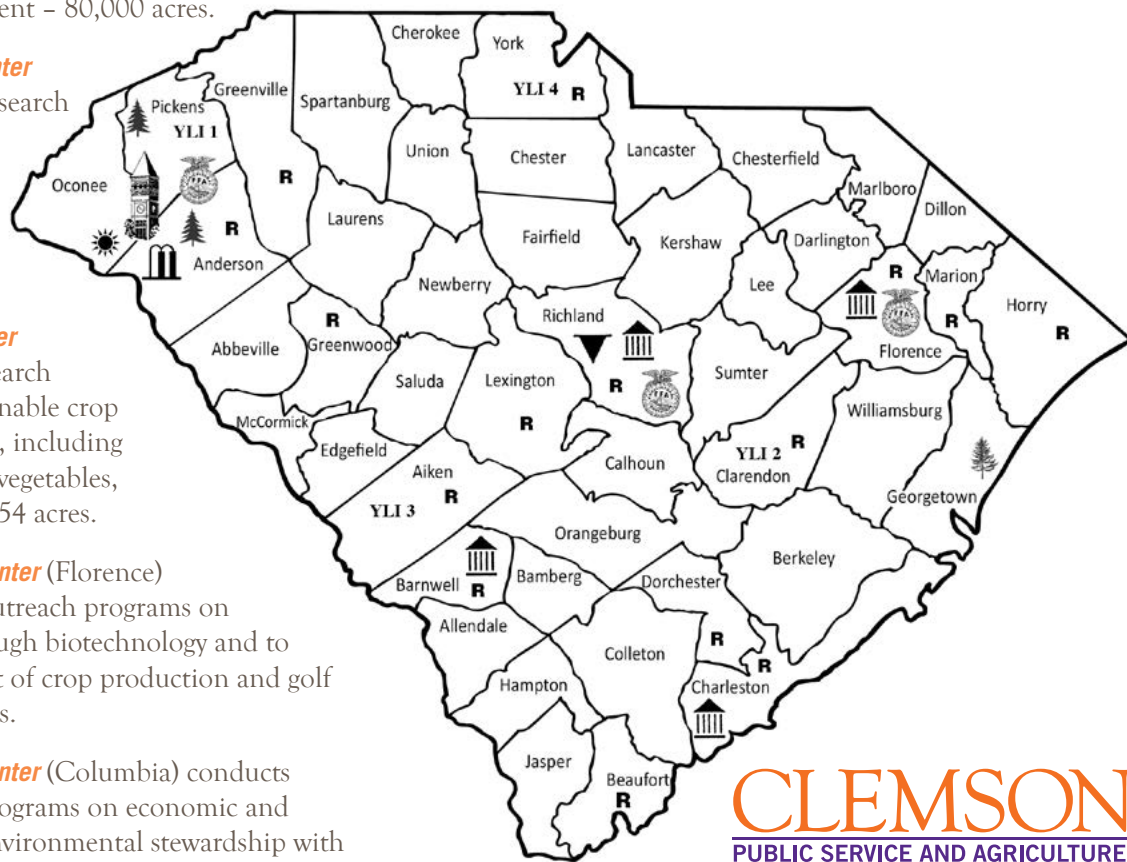 ent – 80,000 acres.
nter
search
er
earch
nable crop
, including
vegetables,
54 acres.
nter (Florence)
utreach programs on
ugh biotechnology and to
t of crop production and golf
s.
nter (Columbia) conducts
ograms on economic and
nvironmental stewardship with
Cherokee
York
YLI 4 R
Greenville
Spartanburg
Pickens
YLI 1
Union
Chester
Lancaster
Chesterfield
Marlboro
Oconee
R
Laurens
Dillon
R
Anderson
Fairfield
Kershaw
Darlington
Newberry
Lee
R
Marion
Horry
R
Greenwood
Richland
R
R
Abbeville
Florence
Saluda
Lexington
R
Sumter
Williamsburg
McCormick
R
Edgefield
YLI 2 R
Clarendon
Calhoun
Aiken
R
Georgetown
YLI 3
Orangeburg
Berkeley
Barnwell R
Bamberg
Dorchester
Allendale
R
Colleton
R
Hampton
Charleston
Jasper
Beaufort
R
CLEMSON
PUBLIC SERVICE AND AGRICULTURE